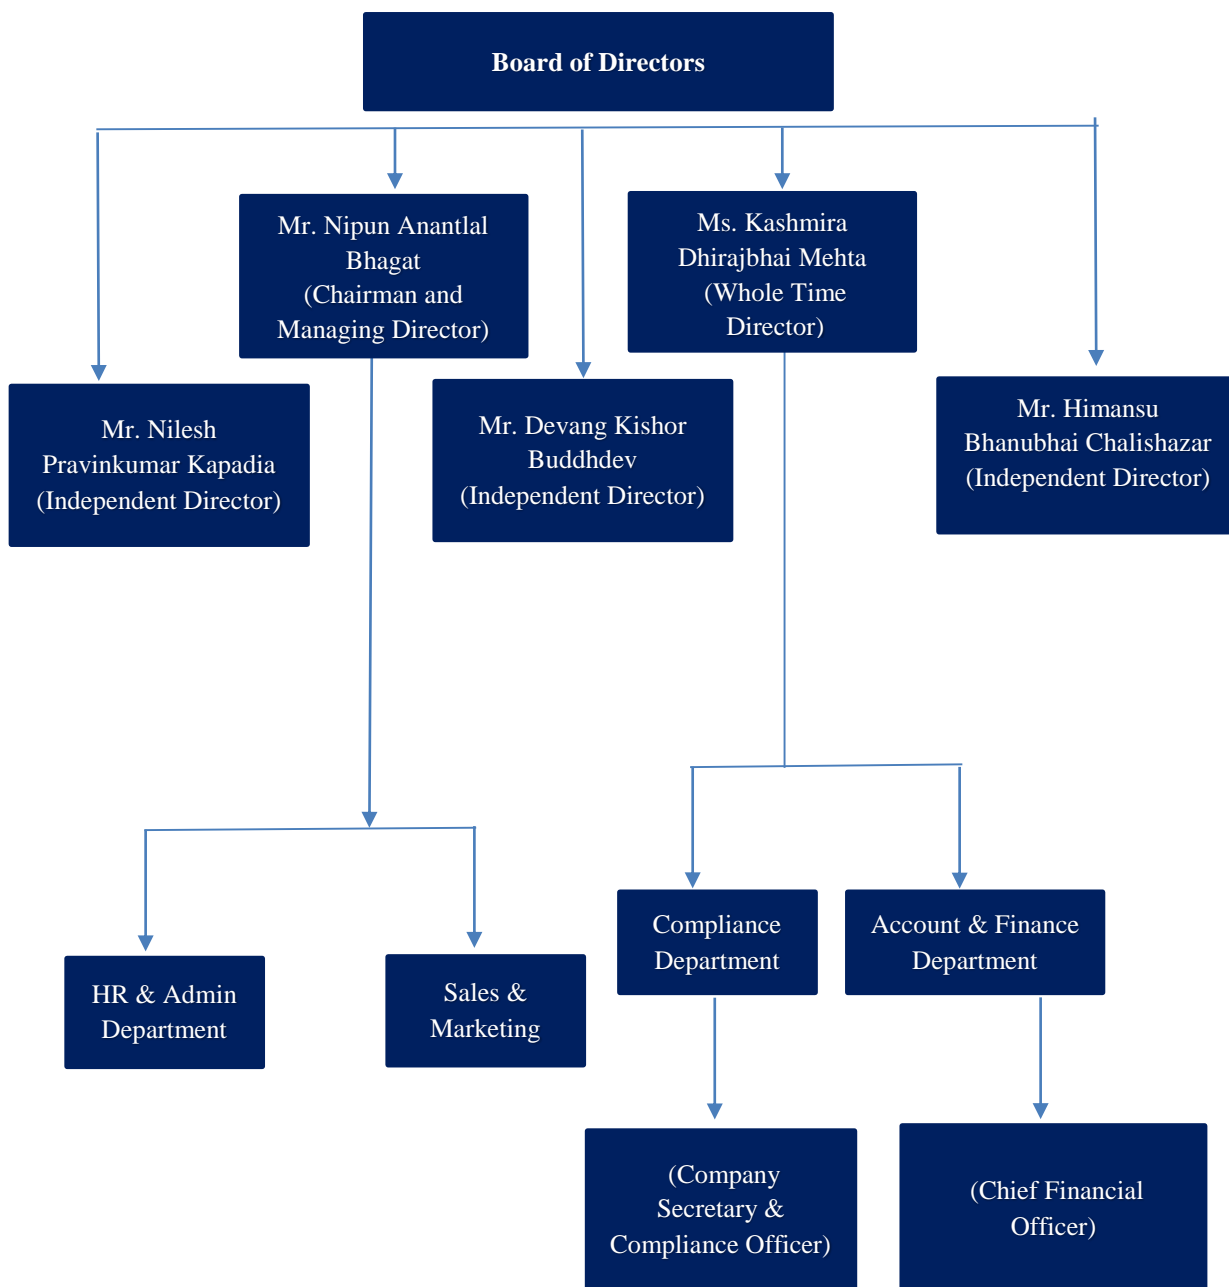 Board of Directors
Mr. Nipun Anantlal
Bhagat
(Chairman and
Managing Director)
Ms. Kashmira
Dhirajbhai Mehta
(Whole Time
Director)
Mr. Nilesh
Pravinkumar Kapadia
(Independent Director)
Mr. Devang Kishor
Buddhdev
(Independent Director)
Mr. Himansu
Bhanubhai Chalishazar
(Independent Director)
HR & Admin
Department
Sales &
Marketing
Compliance
Department
Account & Finance
Department
(Company
Secretary &
Compliance Officer)
(Chief Financial
Officer)